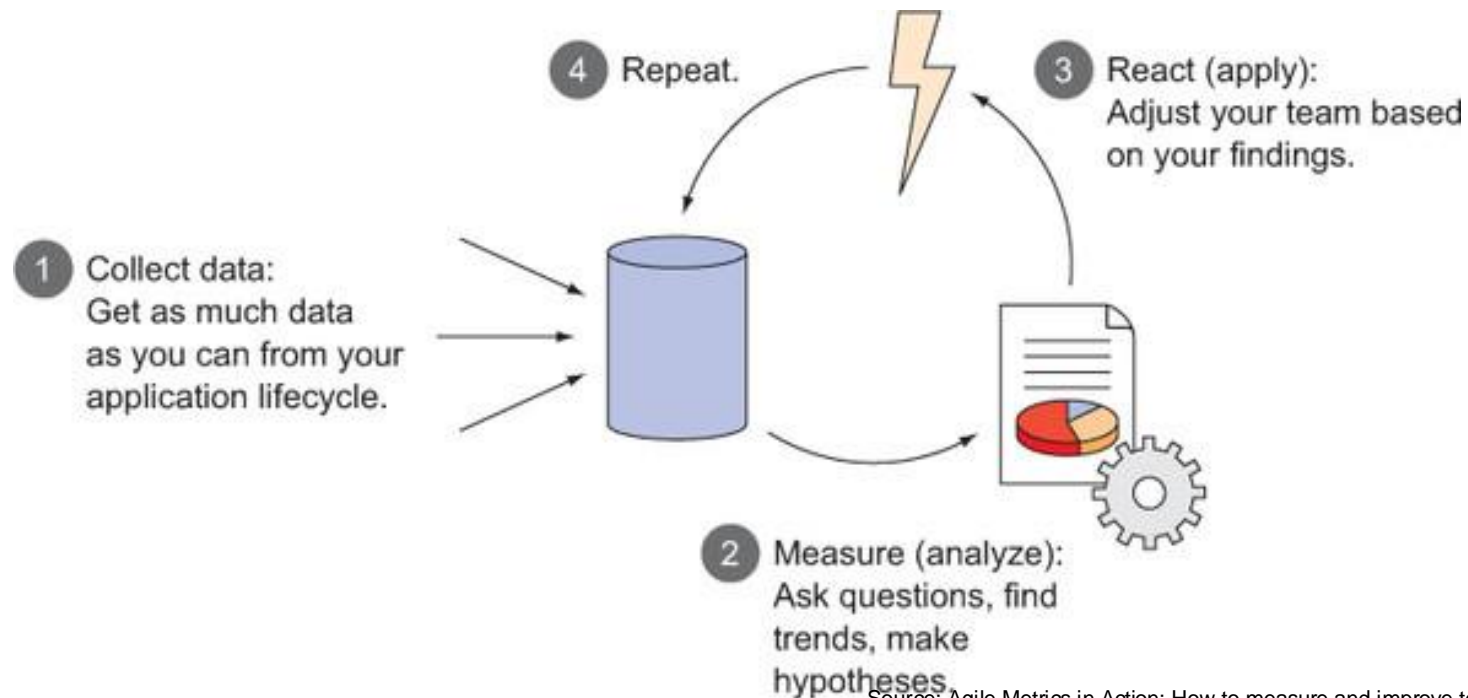 4 Repeat.
3 React (apply):
Adjust your team based
on your findings.
1 Collect data:
Get as much data
as you can from your
application lifecycle.
2 Measure (analyze):
Ask questions, find
trends, make
hypotheses.
Source: Agile Metrics in Action: How to measure and improve